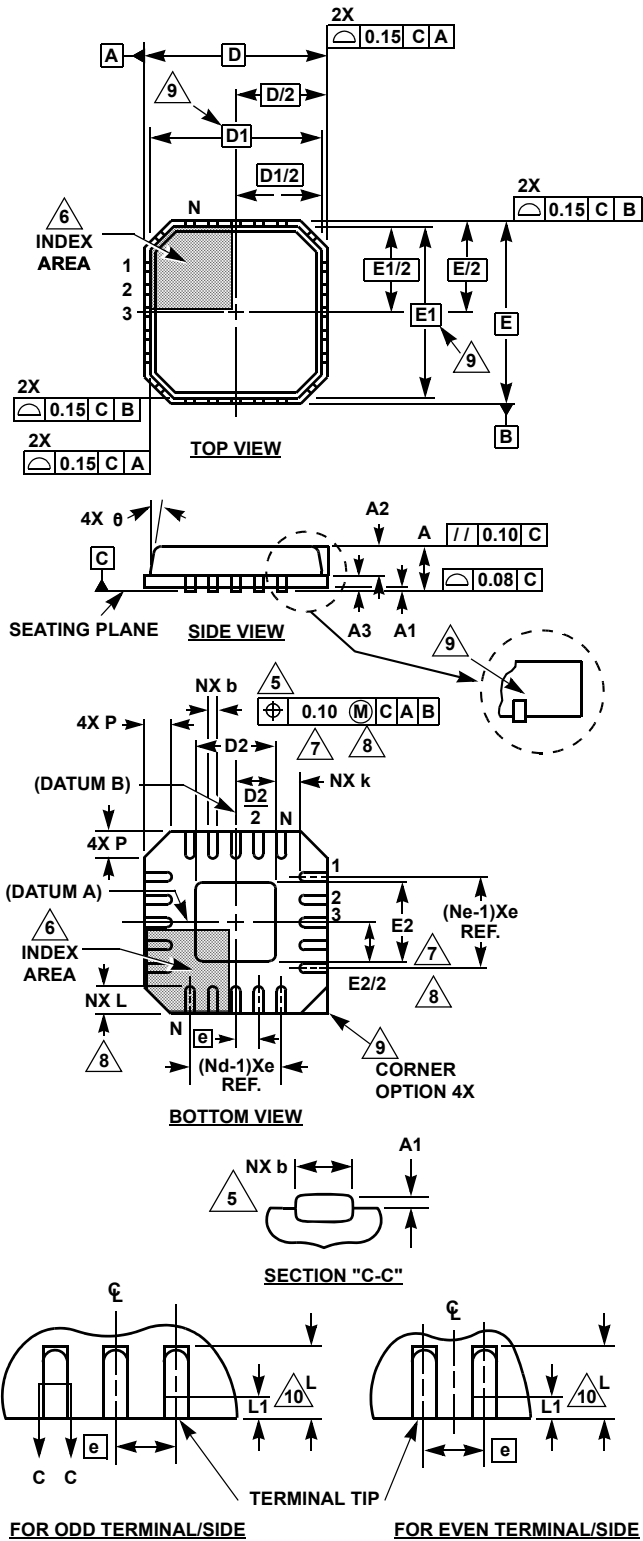 2X
⌓ 0.15 C A
A
D
D/2
9
D1
D1/2
2X
⌓ 0.15 C B
6
INDEX
AREA
N
1
2
3
E1/2
E/2
E1
E
9
2X
⌓ 0.15 C B
2X
⌓ 0.15 C A
B
TOP VIEW
4X θ
A2
A
// 0.10 C
C
⌓ 0.08 C
SEATING PLANE
SIDE VIEW
A3
A1
9
NX b
5
⌖ 0.10 Ⓜ C A B
4X P
D2
7
8
(DATUM B)
D2
2
NX k
N
4X P
1
2
3
(DATUM A)
(Ne-1)Xe
REF.
6
INDEX
AREA
E2
7
E2/2
8
NX L
8
N
e
(Nd-1)Xe
REF.
9
CORNER
OPTION 4X
BOTTOM VIEW
NX b
A1
5
SECTION "C-C"
℄
L
10
L1
e
C C
℄
L
10
L1
e
TERMINAL TIP
FOR ODD TERMINAL/SIDE
FOR EVEN TERMINAL/SIDE